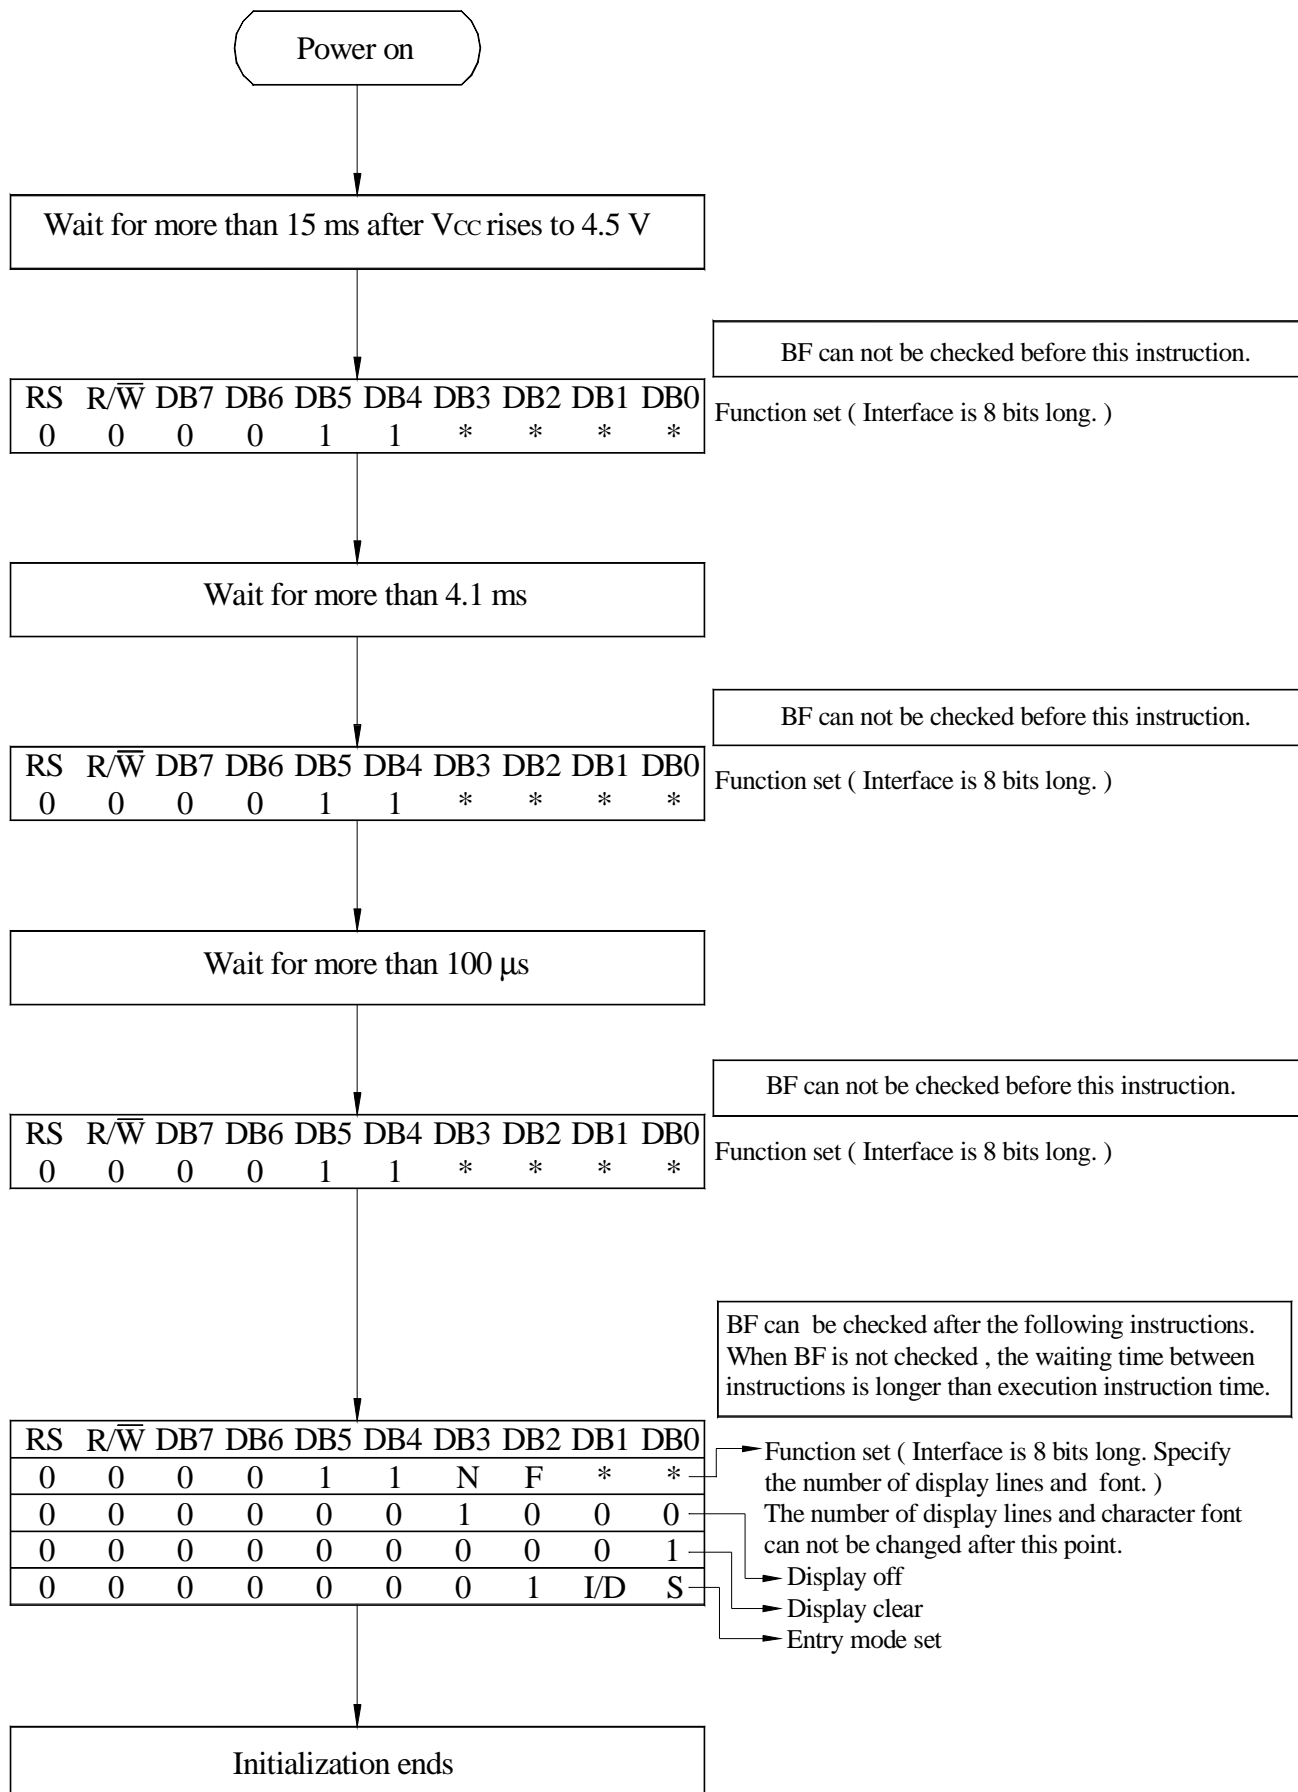 Power on
Wait for more than 15 ms after VCC rises to 4.5 V
BF can not be checked before this instruction.
RS R/W̅ DB7 DB6 DB5 DB4 DB3 DB2 DB1 DB0
0 0 0 0 1 1 * * * *
Function set ( Interface is 8 bits long. )
Wait for more than 4.1 ms
BF can not be checked before this instruction.
RS R/W̅ DB7 DB6 DB5 DB4 DB3 DB2 DB1 DB0
0 0 0 0 1 1 * * * *
Function set ( Interface is 8 bits long. )
Wait for more than 100 μs
BF can not be checked before this instruction.
RS R/W̅ DB7 DB6 DB5 DB4 DB3 DB2 DB1 DB0
0 0 0 0 1 1 * * * *
Function set ( Interface is 8 bits long. )
BF can be checked after the following instructions.
When BF is not checked , the waiting time between
instructions is longer than execution instruction time.
RS R/W̅ DB7 DB6 DB5 DB4 DB3 DB2 DB1 DB0
0 0 0 0 1 1 N F * *
0 0 0 0 0 0 1 0 0 0
0 0 0 0 0 0 0 0 0 1
0 0 0 0 0 0 0 1 I/D S
Function set ( Interface is 8 bits long. Specify
the number of display lines and font. )
The number of display lines and character font
can not be changed after this point.
Display off
Display clear
Entry mode set
Initialization ends